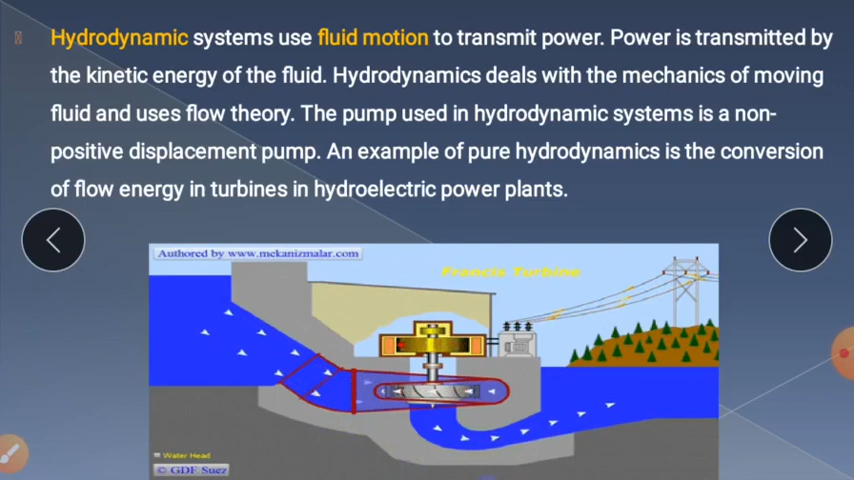 Hydrodynamic systems use fluid motion to transmit power. Power is transmitted by
the kinetic energy of the fluid. Hydrodynamics deals with the mechanics of moving
fluid and uses flow theory. The pump used in hydrodynamic systems is a non-
positive displacement pump. An example of pure hydrodynamics is the conversion
of flow energy in turbines in hydroelectric power plants.
Authored by www.mekanizmalar.com
Francis Turbine
Water Head
© GDF Suez